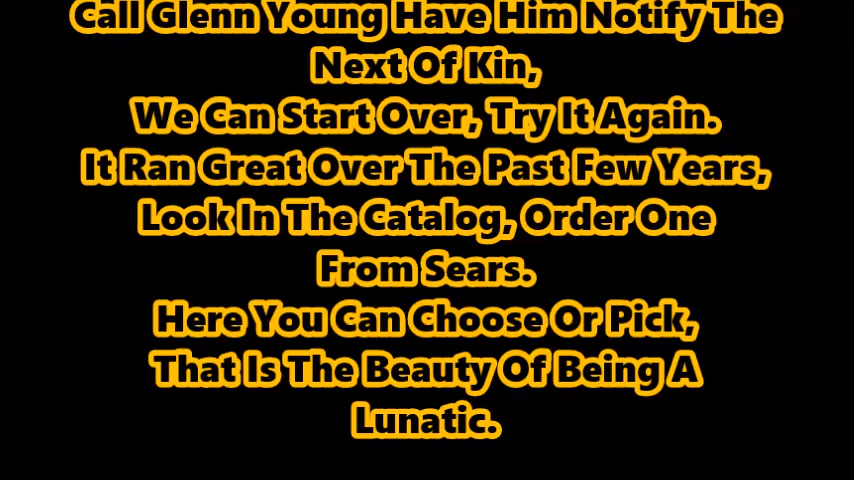 Call Glenn Young Have Him Notify The
Next Of Kin,
We Can Start Over, Try It Again.
It Ran Great Over The Past Few Years,
Look In The Catalog, Order One
From Sears.
Here You Can Choose Or Pick,
That Is The Beauty Of Being A
Lunatic.